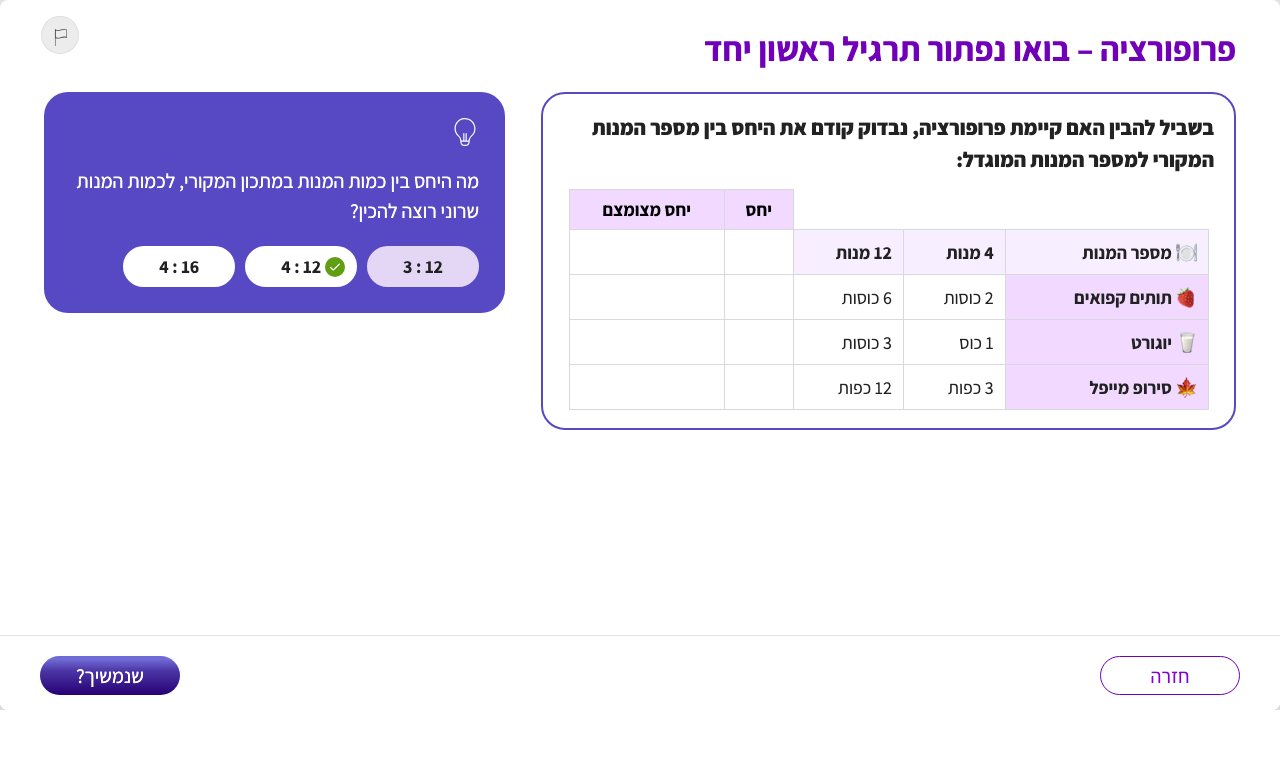 פרופורציה – בואו נפתור תרגיל ראשון יחד
בשביל להבין האם קיימת פרופורציה, נבדוק קודם את היחס בין מספר המנות
המקורי למספר המנות המוגדל:
יחס יחס מצומצם
מספר המנות 4 מנות 12 מנות
תותים קפואים 2 כוסות 6 כוסות
יוגורט 1 כוס 3 כוסות
סירופ מייפל 3 כפות 12 כפות
מה היחס בין כמות המנות במתכון המקורי, לכמות המנות
שרוני רוצה להכין?
3 : 12 4 : 12 4 : 16
חזרה שנמשיך?